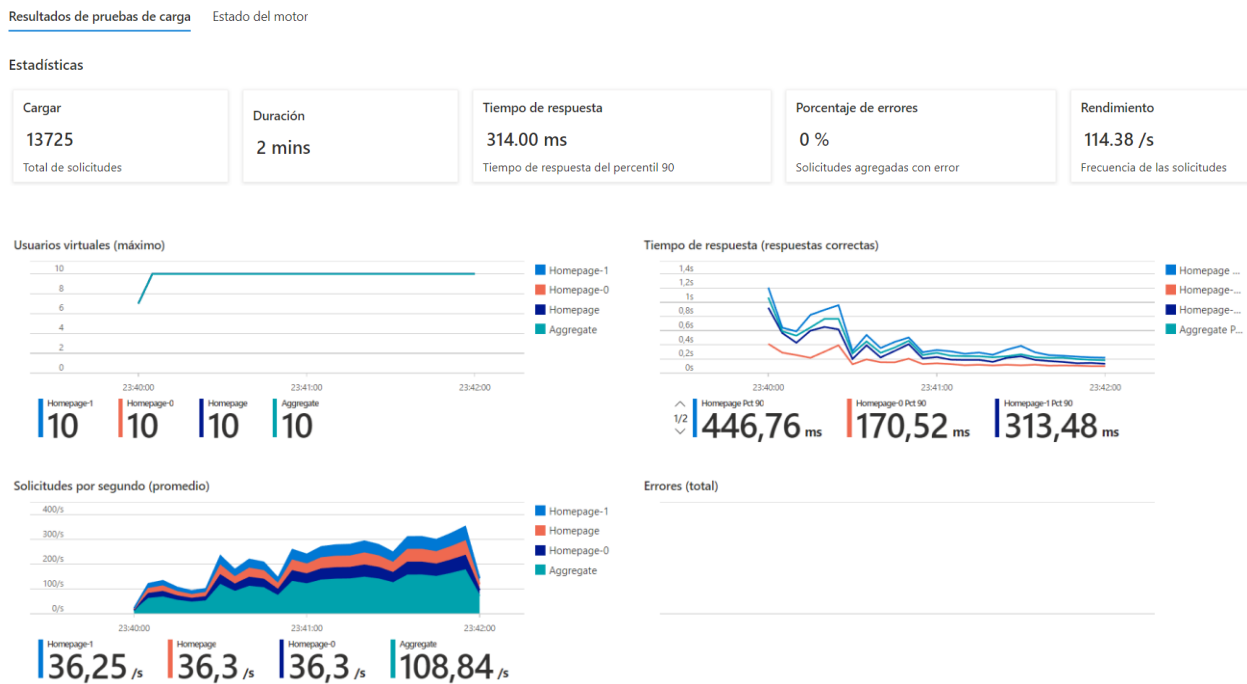 Resultados de pruebas de carga Estado del motor
Estadísticas
Cargar
13725
Total de solicitudes
Duración
2 mins
Tiempo de respuesta
314.00 ms
Tiempo de respuesta del percentil 90
Porcentaje de errores
0 %
Solicitudes agregadas con error
Rendimiento
114.38 /s
Frecuencia de las solicitudes
Usuarios virtuales (máximo)
10
8
6
4
2
0
23:40:00 23:41:00 23:42:00
Homepage-1
Homepage-0
Homepage
Aggregate
Homepage-1
10
Homepage-0
10
Homepage
10
Aggregate
10
Tiempo de respuesta (respuestas correctas)
1,4s
1,2s
1s
0,8s
0,6s
0,4s
0,2s
0s
23:40:00 23:41:00 23:42:00
Homepage ...
Homepage-...
Homepage-...
Aggregate P...
1/2
Homepage Pct 90
446,76 ms
Homepage-0 Pct 90
170,52 ms
Homepage-1 Pct 90
313,48 ms
Solicitudes por segundo (promedio)
400/s
300/s
200/s
100/s
0/s
23:40:00 23:41:00 23:42:00
Homepage-1
Homepage
Homepage-0
Aggregate
Homepage-1
36,25 /s
Homepage
36,3 /s
Homepage-0
36,3 /s
Aggregate
108,84 /s
Errores (total)